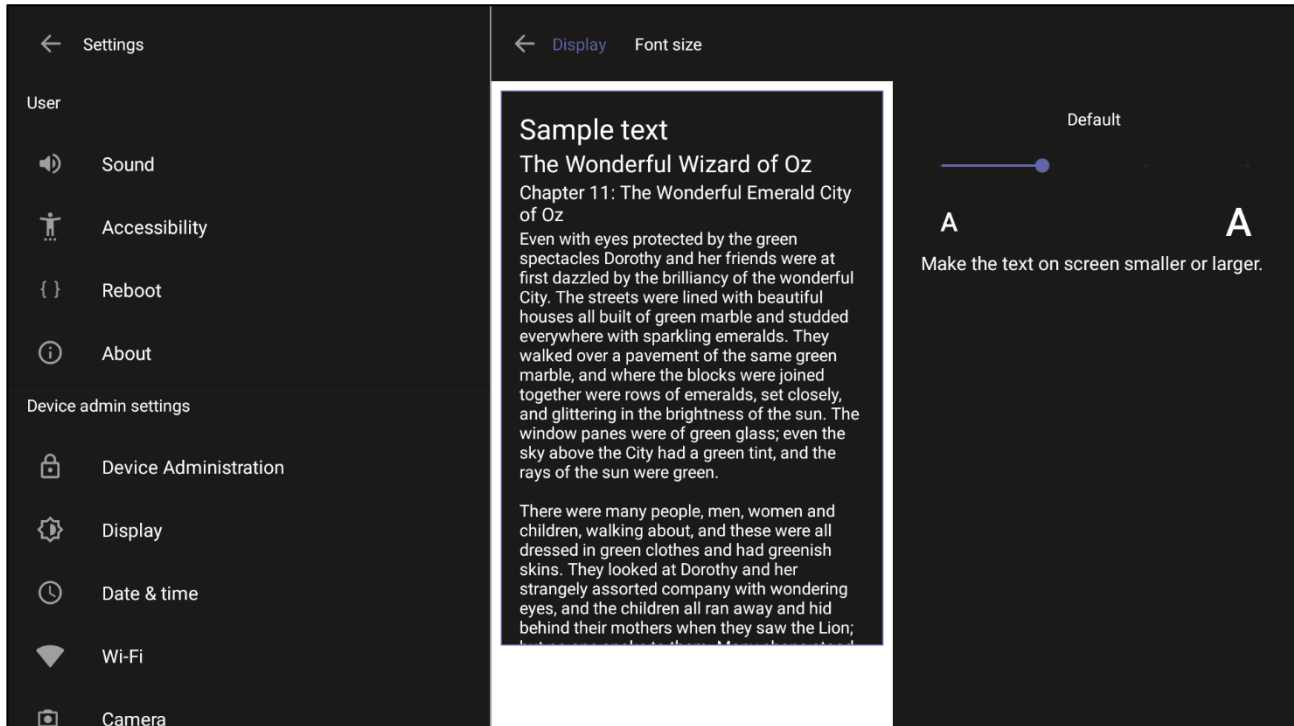 Settings
User
Sound
Accessibility
Reboot
About
Device admin settings
Device Administration
Display
Date & time
Wi-Fi
Camera
Display Font size
Sample text
The Wonderful Wizard of Oz
Chapter 11: The Wonderful Emerald City
of Oz
Even with eyes protected by the green
spectacles Dorothy and her friends were at
first dazzled by the brilliancy of the wonderful
City. The streets were lined with beautiful
houses all built of green marble and studded
everywhere with sparkling emeralds. They
walked over a pavement of the same green
marble, and where the blocks were joined
together were rows of emeralds, set closely,
and glittering in the brightness of the sun. The
window panes were of green glass; even the
sky above the City had a green tint, and the
rays of the sun were green.
There were many people, men, women and
children, walking about, and these were all
dressed in green clothes and had greenish
skins. They looked at Dorothy and her
strangely assorted company with wondering
eyes, and the children all ran away and hid
behind their mothers when they saw the Lion;
Default
A A
Make the text on screen smaller or larger.